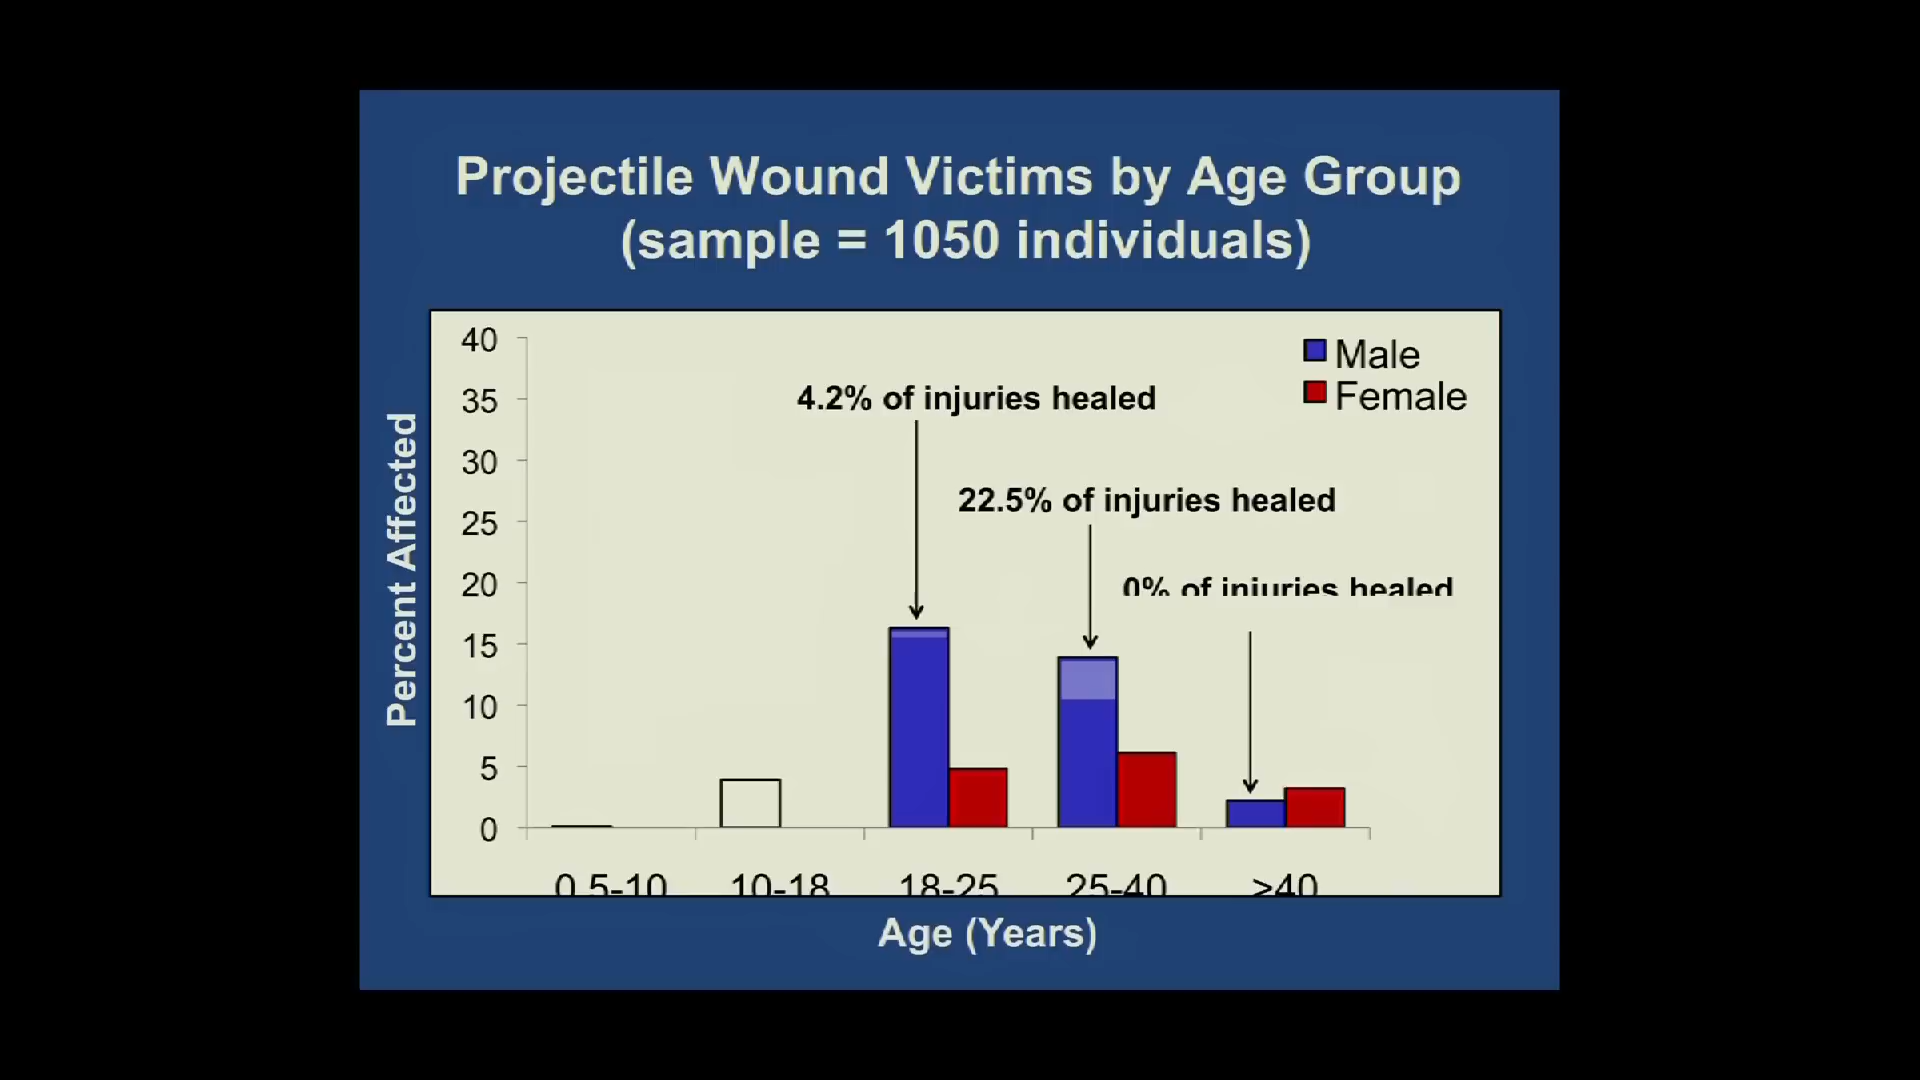 Projectile Wound Victims by Age Group
(sample = 1050 individuals)
40
35
30
25
20
15
10
5
0
Percent Affected
Male
Female
4.2% of injuries healed
22.5% of injuries healed
0% of injuries healed
0.5-10
10-18
18-25
25-40
>40
Age (Years)